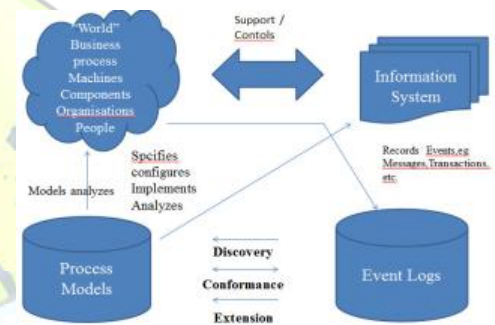 “World”
Business
process
Machines
Components
Organisations
People
Support /
Contols
Information
System
Records Events,eg
Messages,Transactions,
etc
Spcifies
configures
Implements
Analyzes
Models analyzes
Process
Models
Discovery
Conformance
Extension
Event Logs